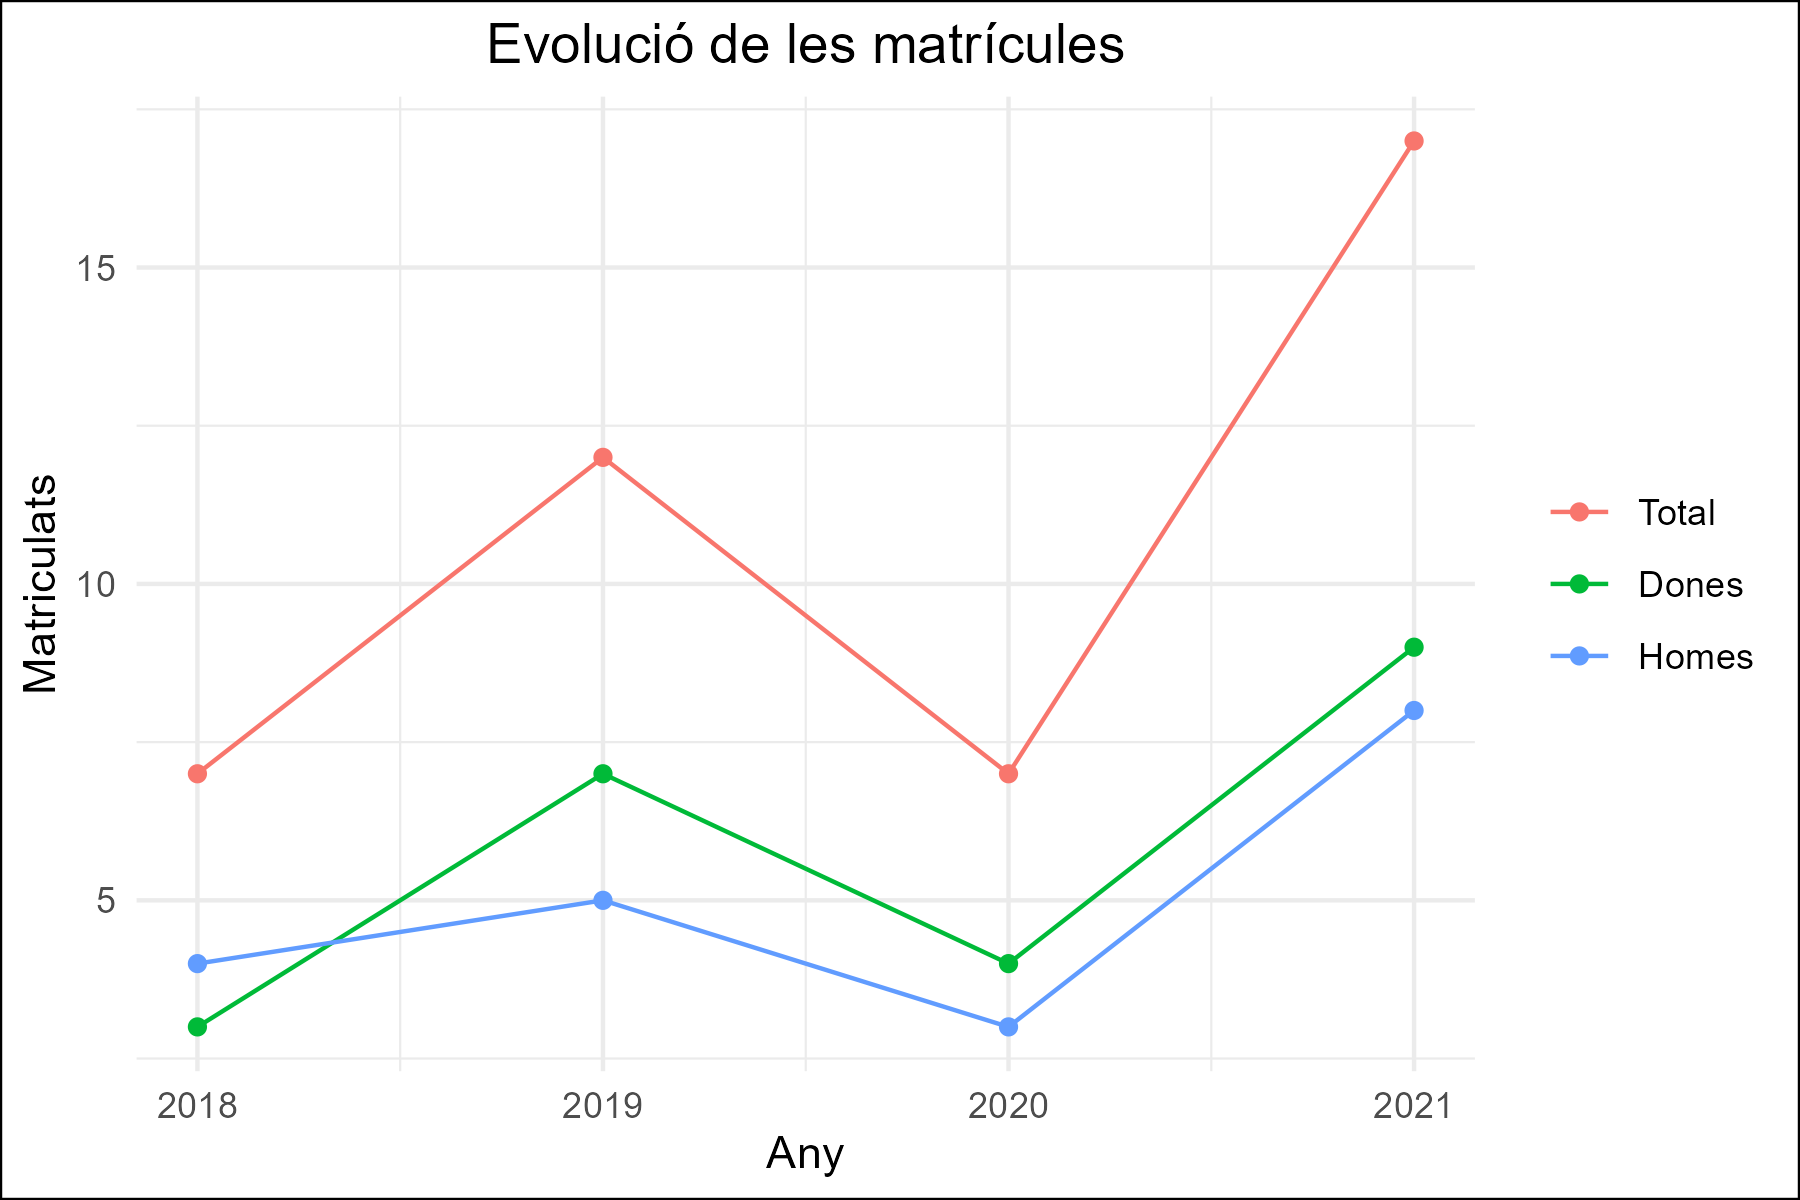 Evolució de les matrícules
Matriculats
15
10
5
2018
2019
2020
2021
Any
Total
Dones
Homes